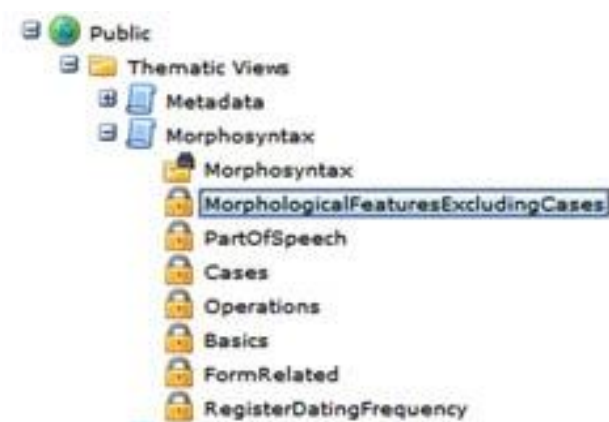 Public
Thematic Views
Metadata
Morphosyntax
Morphosyntax
MorphologicalFeaturesExcludingCases
PartOfSpeech
Cases
Operations
Basics
FormRelated
RegisterDatingFrequency